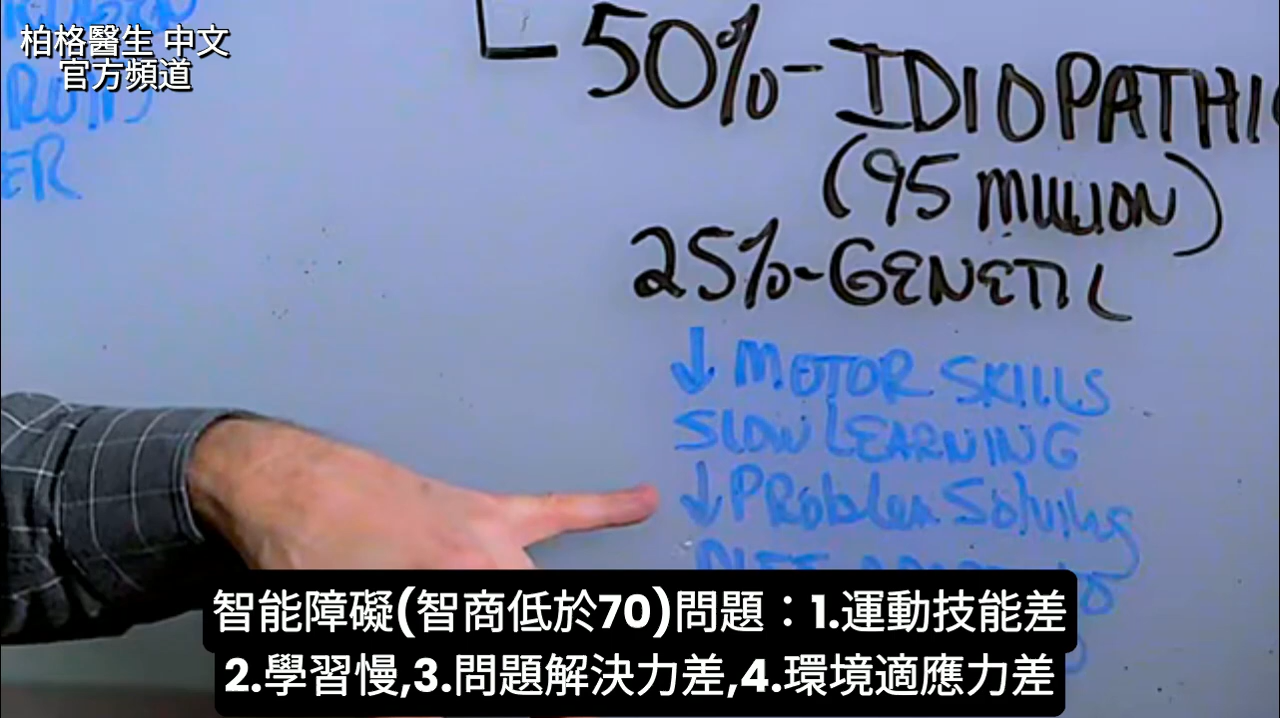 柏格醫生 中文
官方頻道
ER
50%-IDIOPATHIC
(95 MILLION)
25%-GENETIC
↓ MOTOR SKILLS
SLOW LEARNING
↓ PROblem Solving
智能障礙(智商低於70)問題：1.運動技能差
2.學習慢,3.問題解決力差,4.環境適應力差